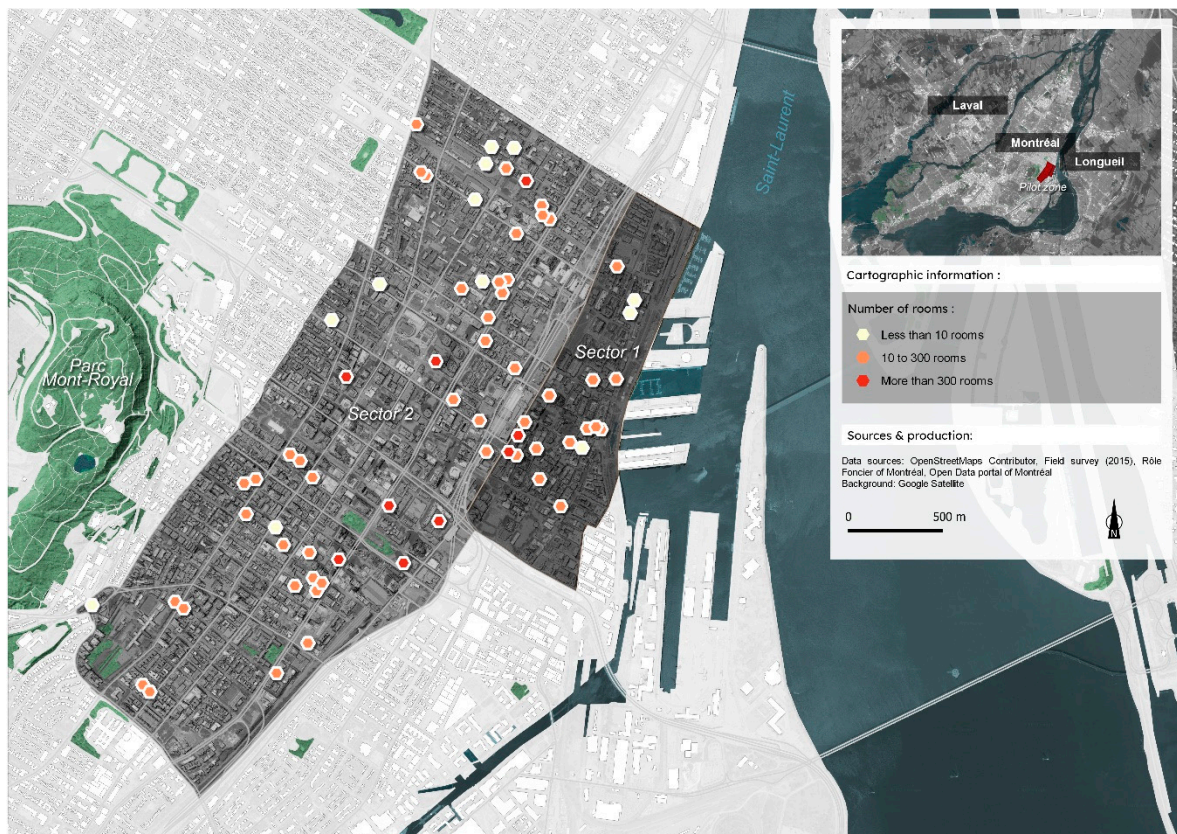 Saint-Laurent
Parc
Mont-Royal
Sector 1
Sector 2
Laval
Montréal
Longueil
Pilot zone
Cartographic information :
Number of rooms :
Less than 10 rooms
10 to 300 rooms
More than 300 rooms
Sources & production:
Data sources: OpenStreetMaps Contributor, Field survey (2015), Rôle
Foncier of Montréal, Open Data portal of Montréal
Background: Google Satellite
0 500 m
N